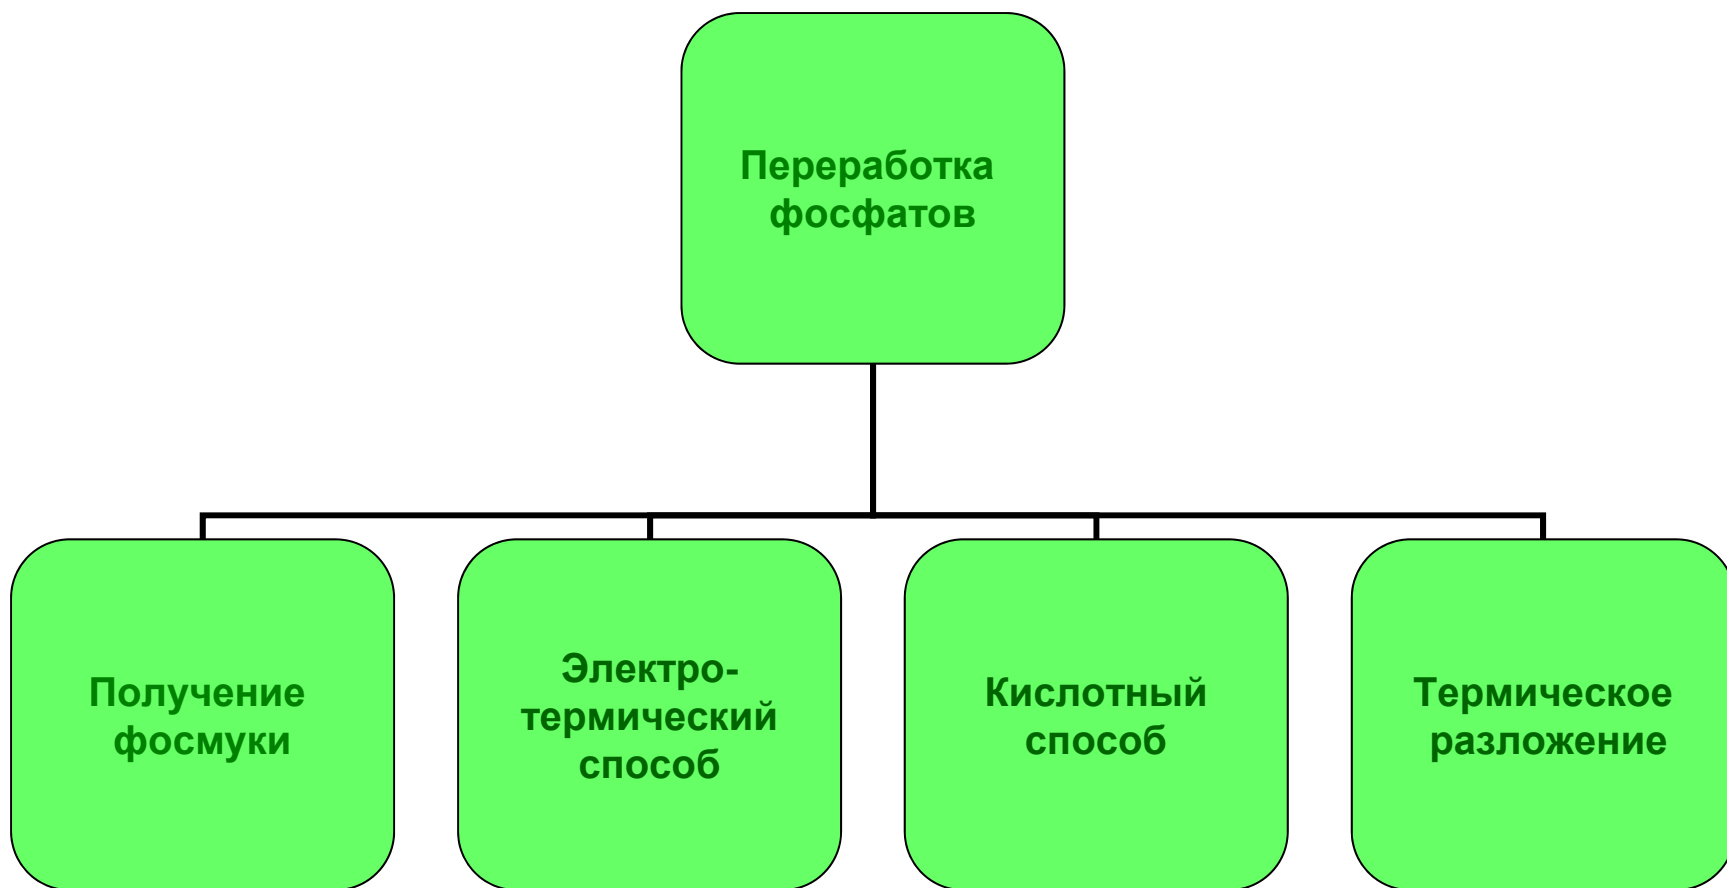 Переработка
фосфатов
Получение
фосмуки
Электро-
термический
способ
Кислотный
способ
Термическое
разложение